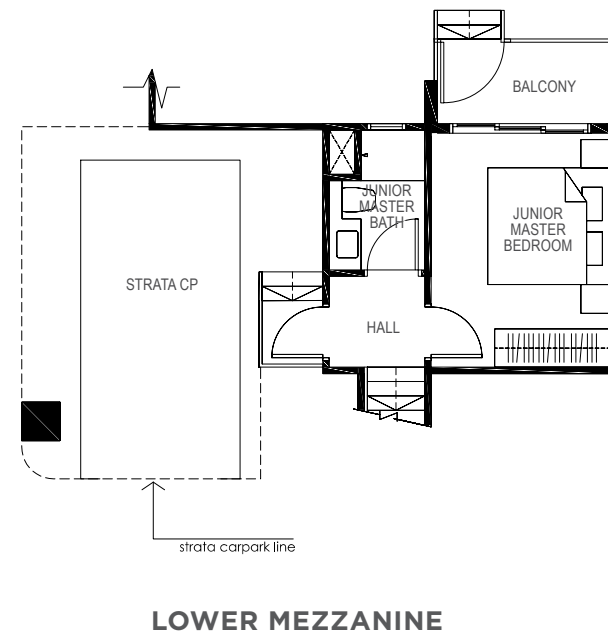 BALCONY
JUNIOR
MASTER
BATH
JUNIOR
MASTER
BEDROOM
STRATA CP
HALL
strata carpark line
LOWER MEZZANINE